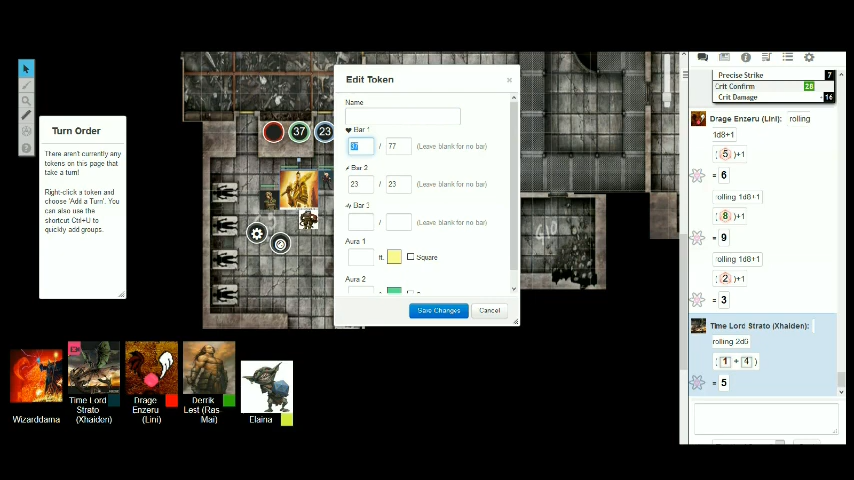 Turn Order
There aren't currently any
tokens on this page that
take a turn!
Right-click a token and
choose 'Add a Turn'. You
can also use the
shortcut Ctrl+U to
quickly add groups.
37
23
Edit Token
×
Name
Bar 1
37 / 77 (Leave blank for no bar)
Bar 2
23 / 23 (Leave blank for no bar)
Bar 3
/ (Leave blank for no bar)
Aura 1
ft. Square
Aura 2
Save Changes
Cancel
Precise Strike 7
Crit Confirm 28
Crit Damage 16
Drage Enzeru (Lini): rolling
1d8+1
(5)+1
= 6
rolling 1d8+1
(8)+1
= 9
rolling 1d8+1
(2)+1
= 3
Time Lord Strato (Xhaiden):
rolling 2d6
(1 + 4)
= 5
Wizarddama
Time Lord
Strato
(Xhaiden)
Drage
Enzeru
(Lini)
Derrik
Lest (Ras
Mai)
Elaina